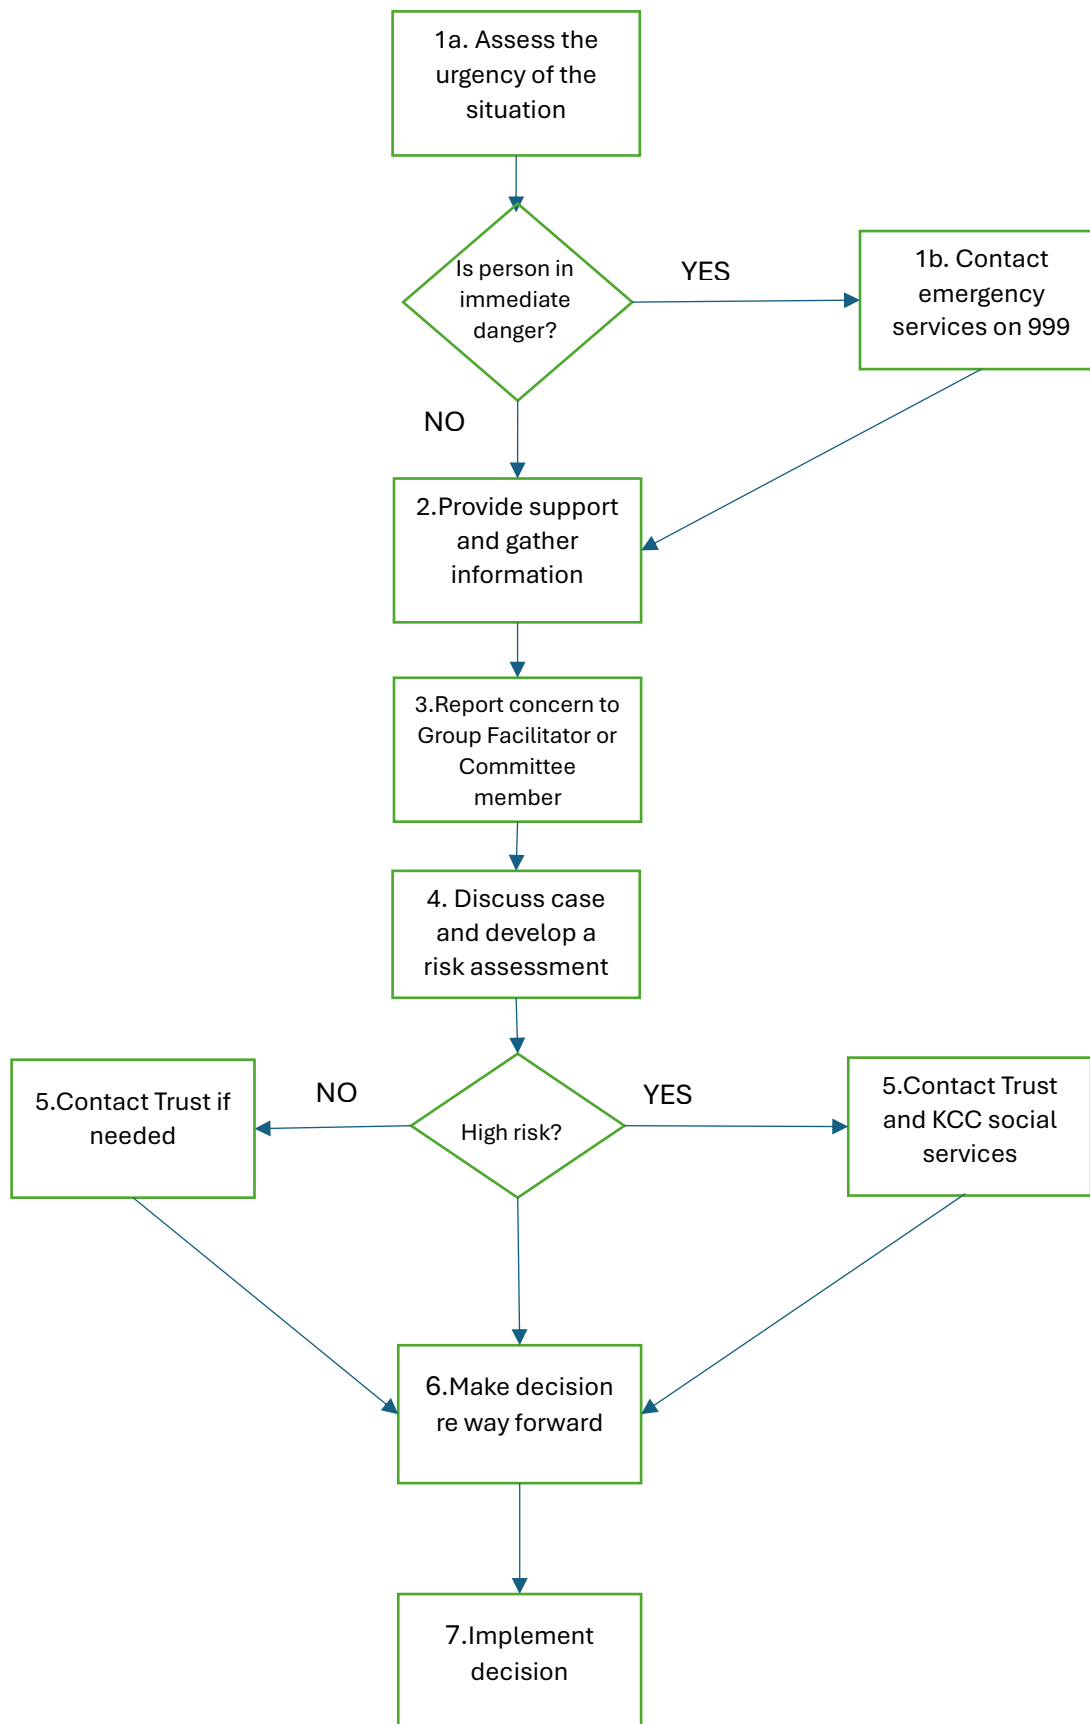 1a. Assess the
urgency of the
situation
Is person in
immediate
danger?
YES
1b. Contact
emergency
services on 999
NO
2.Provide support
and gather
information
3.Report concern to
Group Facilitator or
Committee
member
4. Discuss case
and develop a
risk assessment
5.Contact Trust if
needed
NO
High risk?
YES
5.Contact Trust
and KCC social
services
6.Make decision
re way forward
7.Implement
decision